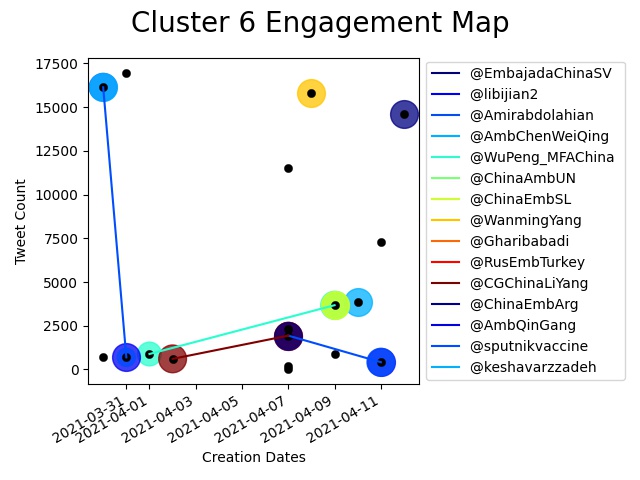 Cluster 6 Engagement Map
17500
15000
12500
10000
7500
5000
2500
0
Tweet Count
2021-03-31
2021-04-01
2021-04-03
2021-04-05
2021-04-07
2021-04-09
2021-04-11
Creation Dates
@EmbajadaChinaSV
@libijian2
@Amirabdolahian
@AmbChenWeiQing
@WuPeng_MFAChina
@ChinaAmbUN
@ChinaEmbSL
@WanmingYang
@Gharibabadi
@RusEmbTurkey
@CGChinaLiYang
@ChinaEmbArg
@AmbQinGang
@sputnikvaccine
@keshavarzzadeh